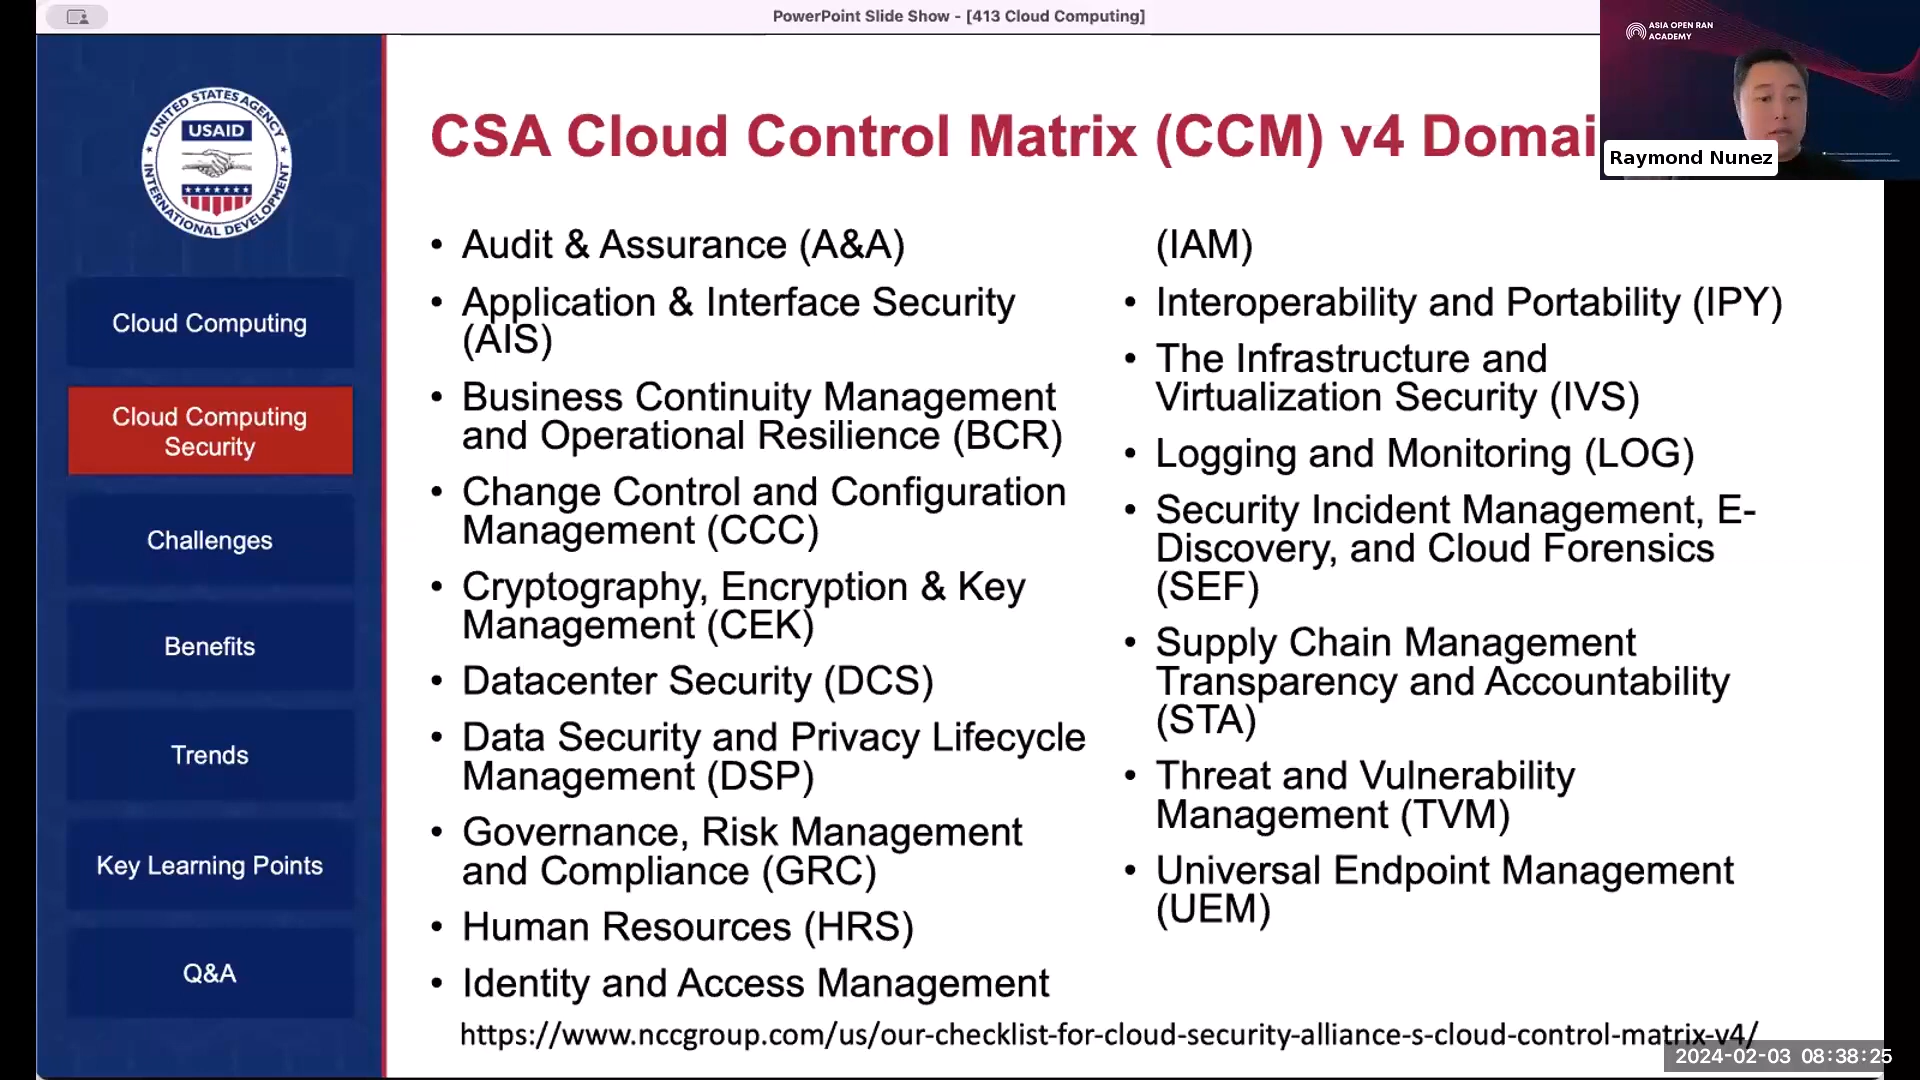 PowerPoint Slide Show - [413 Cloud Computing]
ASIA OPEN RAN
ACADEMY
Raymond Nunez
UNITED STATES AGENCY
USAID
INTERNATIONAL DEVELOPMENT
Cloud Computing
Cloud Computing
Security
Challenges
Benefits
Trends
Key Learning Points
Q&A
CSA Cloud Control Matrix (CCM) v4 Domai
• Audit & Assurance (A&A)
• Application & Interface Security
(AIS)
• Business Continuity Management
and Operational Resilience (BCR)
• Change Control and Configuration
Management (CCC)
• Cryptography, Encryption & Key
Management (CEK)
• Datacenter Security (DCS)
• Data Security and Privacy Lifecycle
Management (DSP)
• Governance, Risk Management
and Compliance (GRC)
• Human Resources (HRS)
• Identity and Access Management
(IAM)
• Interoperability and Portability (IPY)
• The Infrastructure and
Virtualization Security (IVS)
• Logging and Monitoring (LOG)
• Security Incident Management, E-
Discovery, and Cloud Forensics
(SEF)
• Supply Chain Management
Transparency and Accountability
(STA)
• Threat and Vulnerability
Management (TVM)
• Universal Endpoint Management
(UEM)
https://www.nccgroup.com/us/our-checklist-for-cloud-security-alliance-s-cloud-control-matrix-v4/
2024-02-03 08:38:25